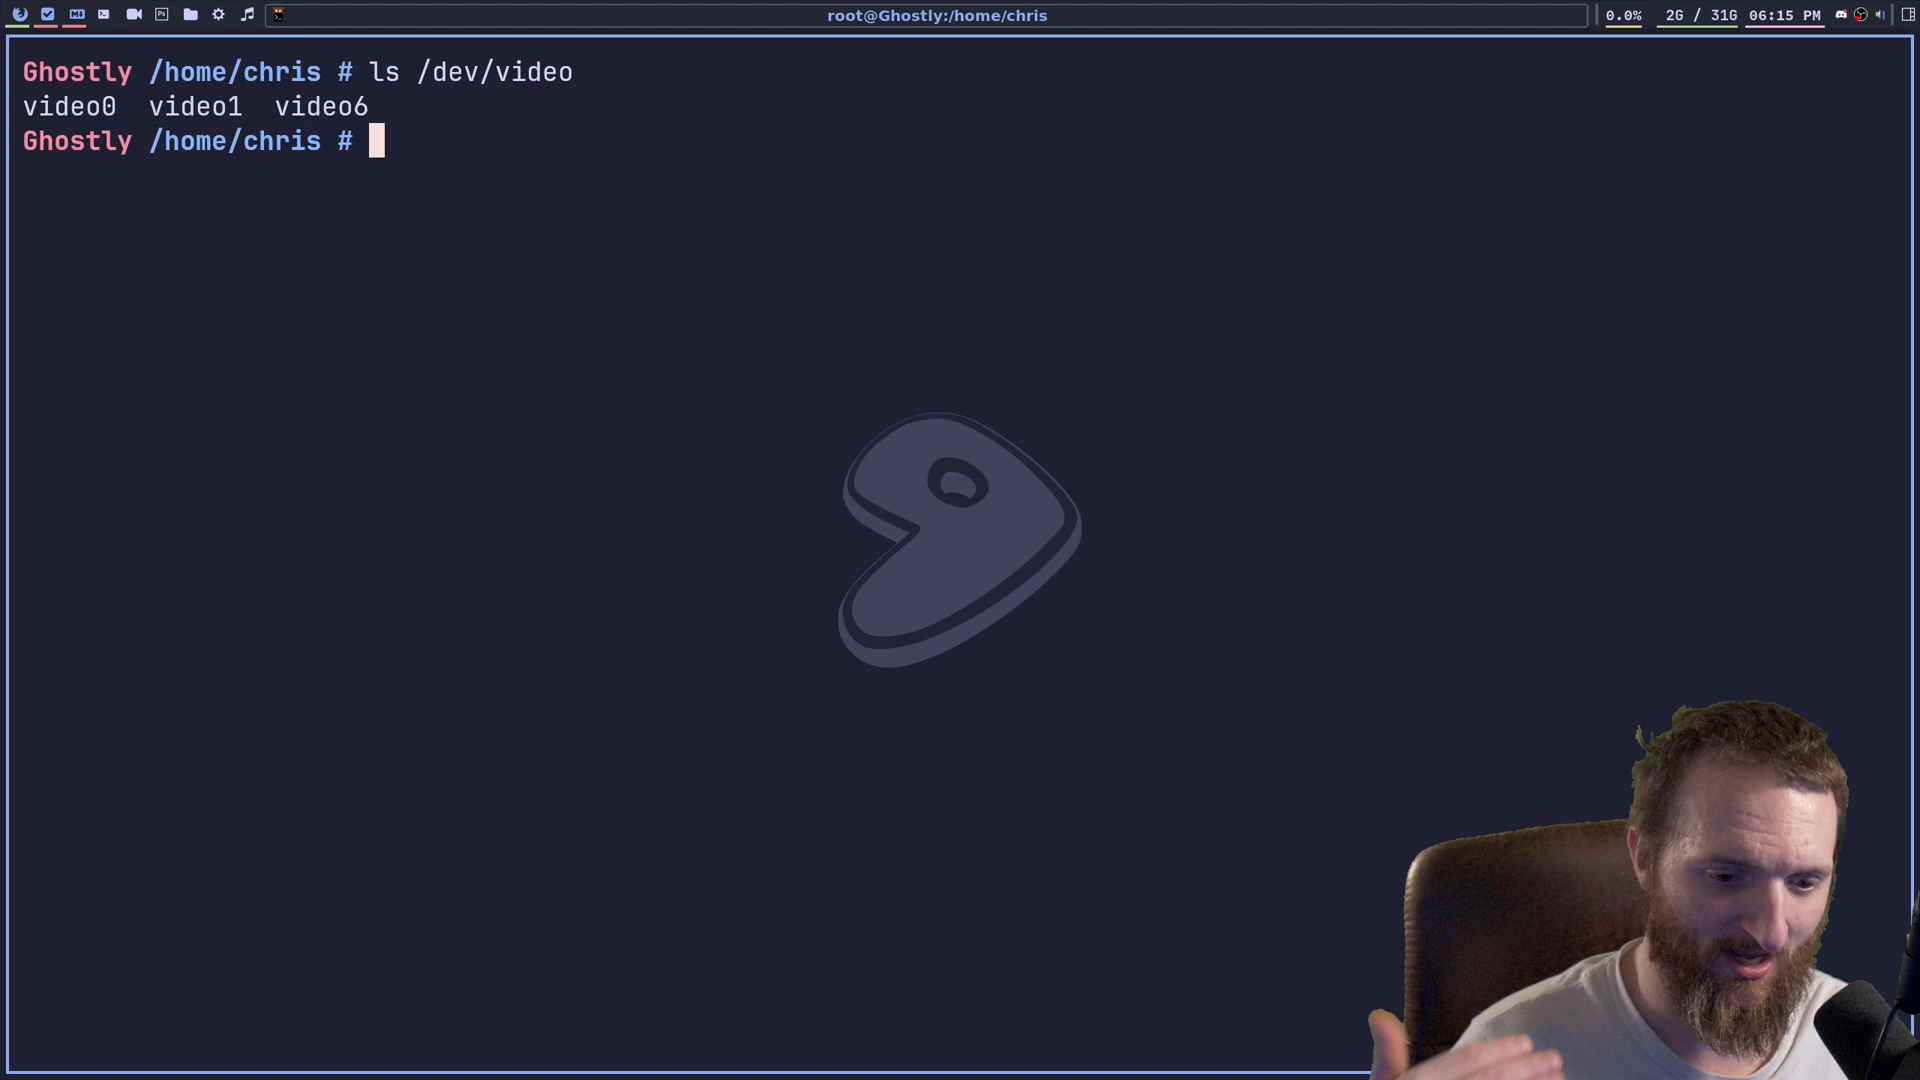 root@Ghostly:/home/chris
0.0% 2G / 31G 06:15 PM
Ghostly /home/chris # ls /dev/video
video0 video1 video6
Ghostly /home/chris #